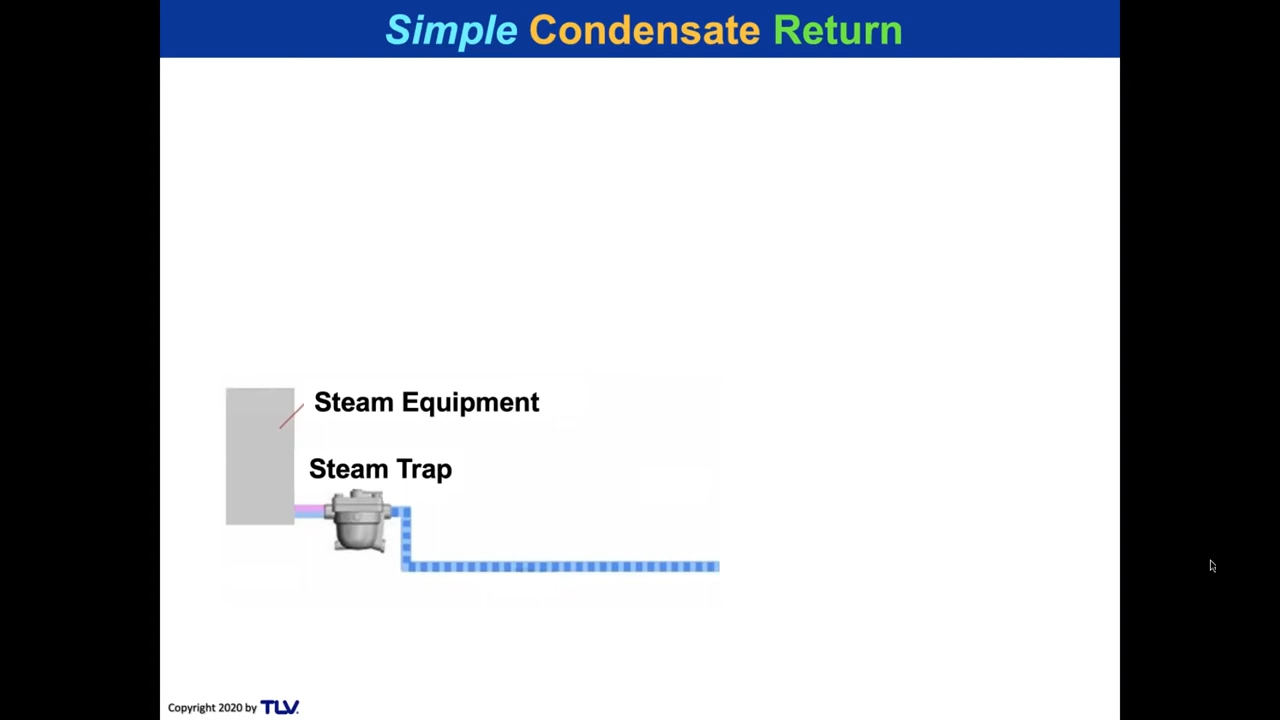 Simple Condensate Return
Steam Equipment
Steam Trap
Copyright 2020 by TLV.